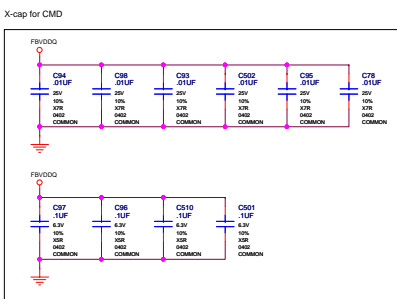 X-cap for CMD
FBVDDQ
C94 C98 C93 C502 C95 C78
.01UF .01UF .01UF .01UF .01UF .01UF
25V 25V 25V 25V 25V 25V
10% 10% 10% 10% 10% 10%
X7R X7R X7R X7R X7R X7R
0402 0402 0402 0402 0402 0402
COMMON COMMON COMMON COMMON COMMON COMMON
FBVDDQ
C97 C96 C510 C501
.1UF .1UF .1UF .1UF
6.3V 6.3V 6.3V 6.3V
10% 10% 10% 10%
X5R X5R X5R X5R
0402 0402 0402 0402
COMMON COMMON COMMON COMMON